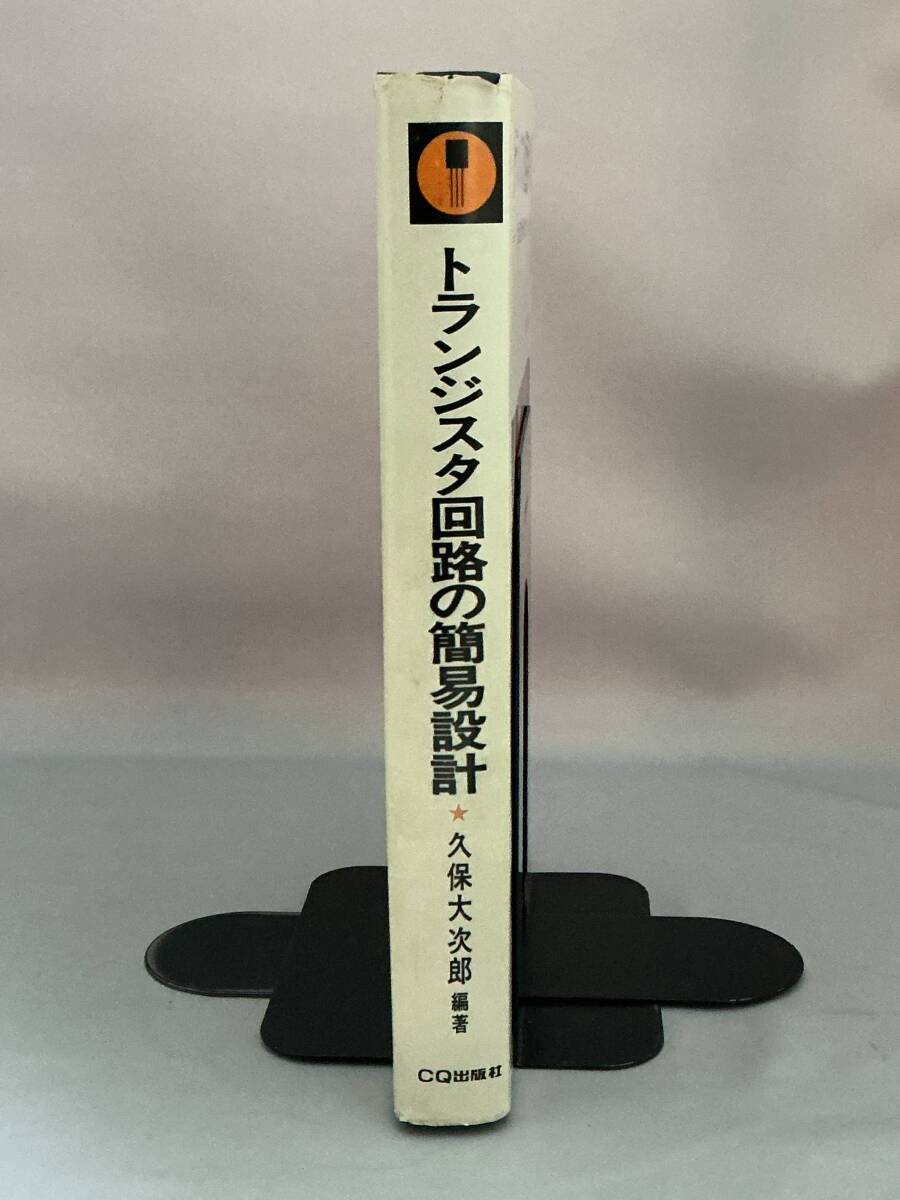 トランジスタ回路の簡易設計
★久保大次郎 編著
CQ出版社